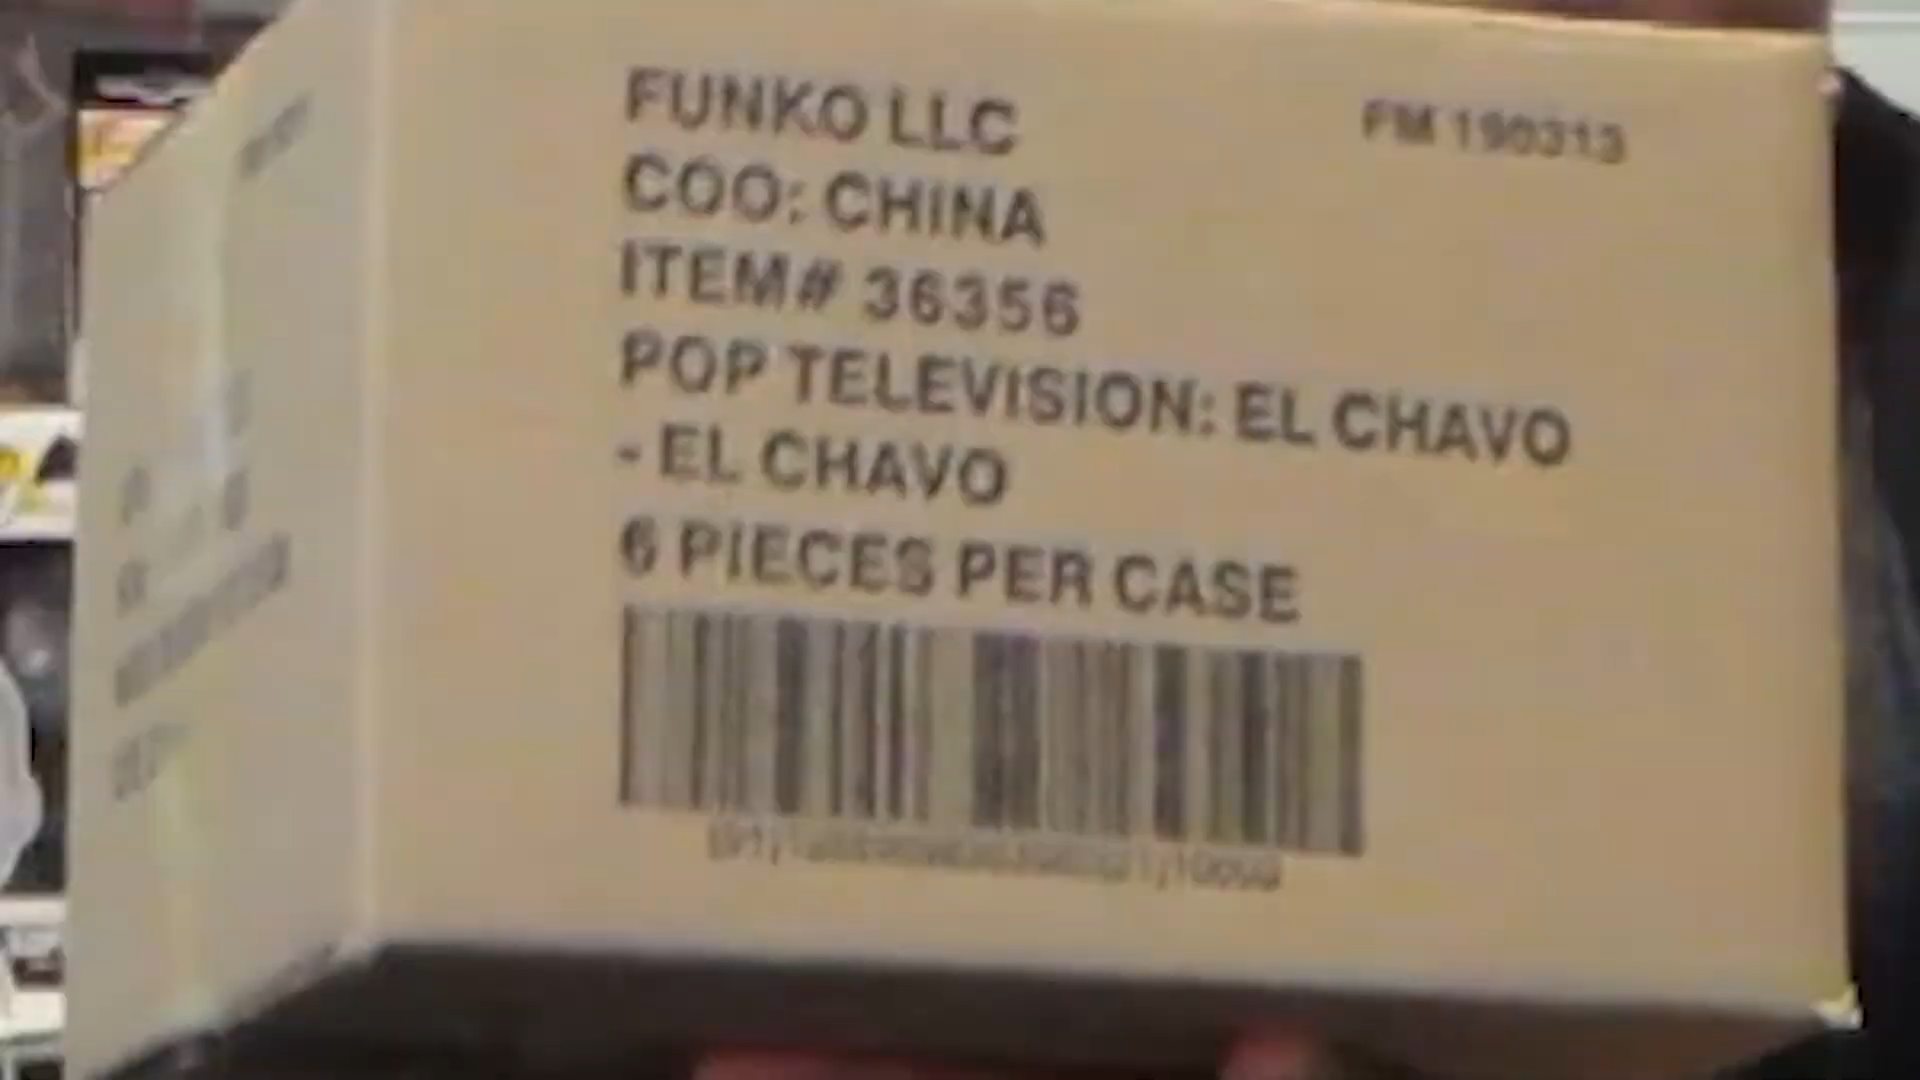 FUNKO LLC
FM 190313
COO: CHINA
ITEM# 36356
POP TELEVISION: EL CHAVO
- EL CHAVO
6 PIECES PER CASE